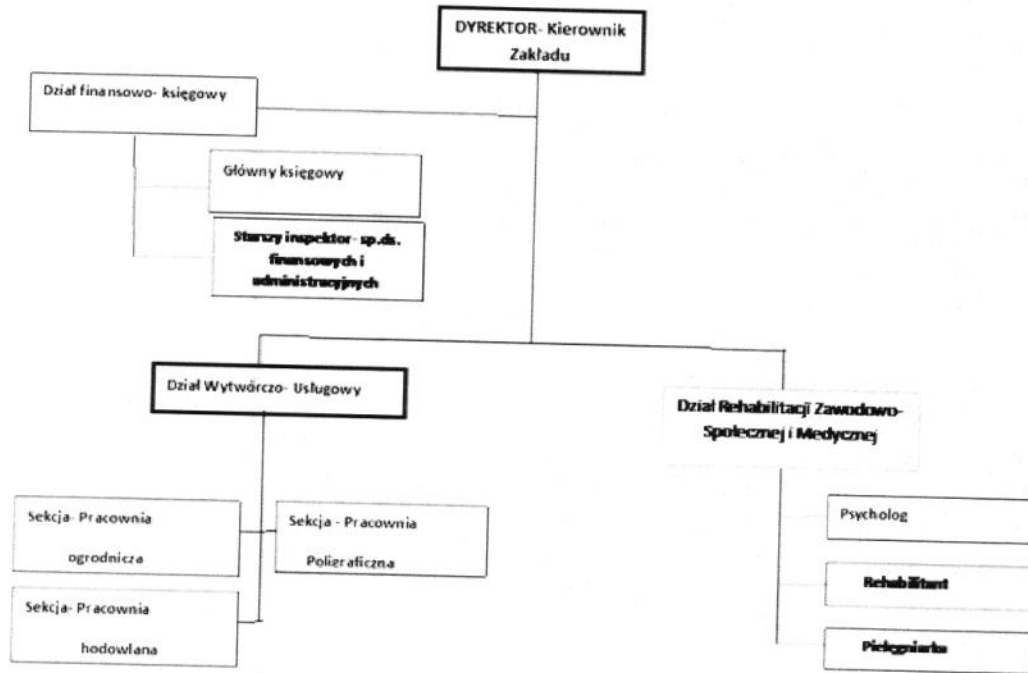 DYREKTOR- Kierownik
Zakładu
Dział finansowo- księgowy
Główny księgowy
Starszy inspektor- sp.ds.
finansowych i
administracyjnych
Dział Wytwórczo- Usługowy
Dział Rehabilitacji Zawodowo-
Społecznej i Medycznej
Sekcja- Pracownia
ogrodnicza
Sekcja - Pracownia
Poligraficzna
Sekcja- Pracownia
hodowlana
Psycholog
Rehabilitant
Pielęgniarka